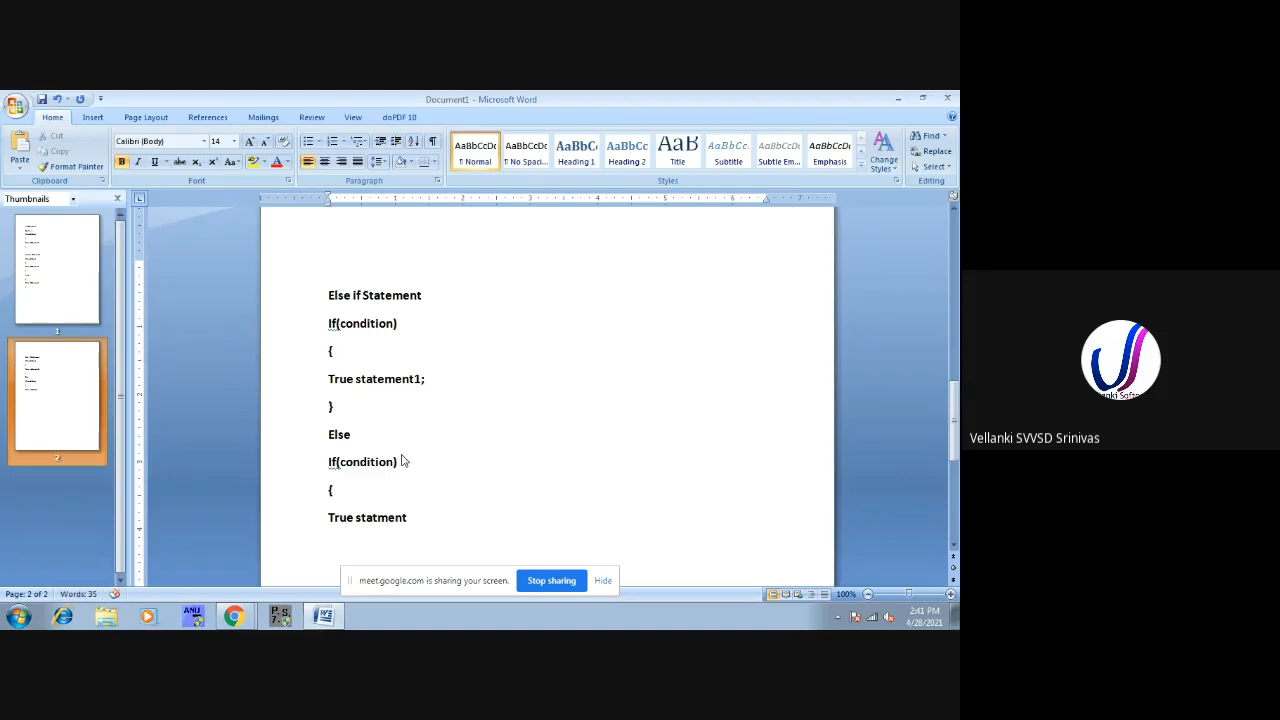 Document1 - Microsoft Word
Home Insert Page Layout References Mailings Review View doPDF 10
Paste
Cut
Copy
Format Painter
Clipboard
Calibri (Body) 14
Font
Paragraph
AaBbCcDc AaBbCcDc AaBbC AaBbCc AaB AaBbCc. AaBbCcDc AaBbCcDc
¶ Normal ¶ No Spaci... Heading 1 Heading 2 Title Subtitle Subtle Em... Emphasis
Change
Styles
Styles
Find
Replace
Select
Editing
Thumbnails
1
2
Else if Statement
If(condition)
{
True statement1;
}
Else
If(condition)
{
True statment
meet.google.com is sharing your screen. Stop sharing Hide
Page: 2 of 2 Words: 35 100%
2:41 PM
4/28/2021
Vellanki SVVSD Srinivas